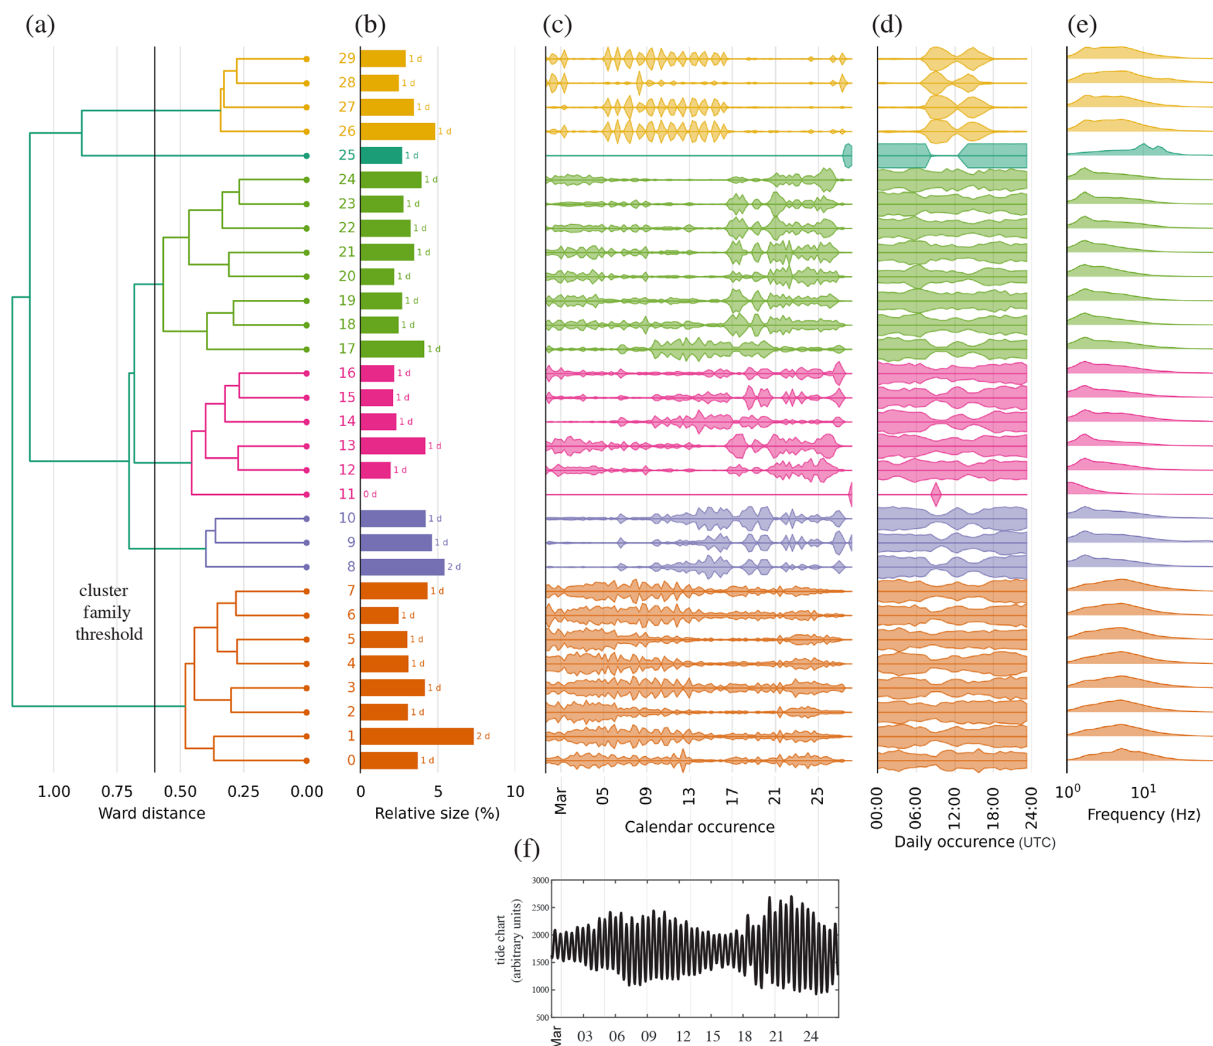 (a) (b) (c) (d) (e)
29 1 d
28 1 d
27 1 d
26 1 d
25 1 d
24 1 d
23 1 d
22 1 d
21 1 d
20 1 d
19 1 d
18 1 d
17 1 d
16 1 d
15 1 d
14 1 d
13 1 d
12 1 d
11 0 d
10 1 d
9 1 d
8 2 d
7 1 d
6 1 d
5 1 d
4 1 d
3 1 d
2 1 d
1 2 d
0 1 d
cluster
family
threshold
1.00 0.75 0.50 0.25 0.00
Ward distance
0 5 10
Relative size (%)
Mar 05 09 13 17 21 25
Calendar occurence
00:00 06:00 12:00 18:00 24:00
Daily occurence (UTC)
10⁰ 10¹
Frequency (Hz)
(f)
tide chart
(arbitrary units)
3000
2500
2000
1500
1000
500
Mar 03 06 09 12 15 18 21 24